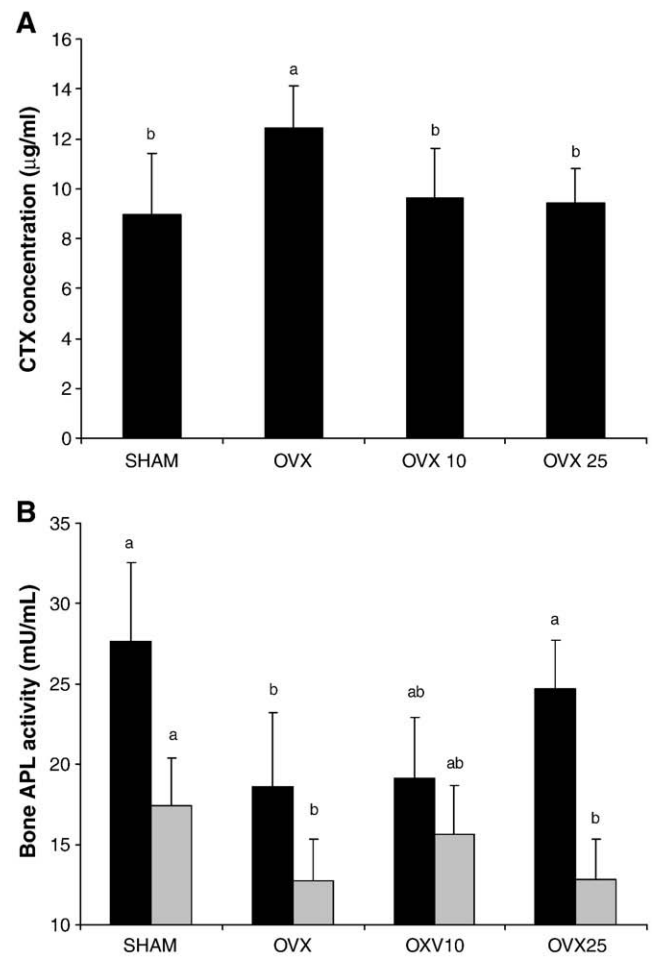 A
16
14
12
10
8
6
4
2
0
CTX concentration (µg/ml)
b
a
b
b
SHAM OVX OVX 10 OVX 25
B
35
30
25
20
15
10
Bone APL activity (mU/mL)
a
a
b
b
ab
ab
a
b
SHAM OVX OXV10 OVX25